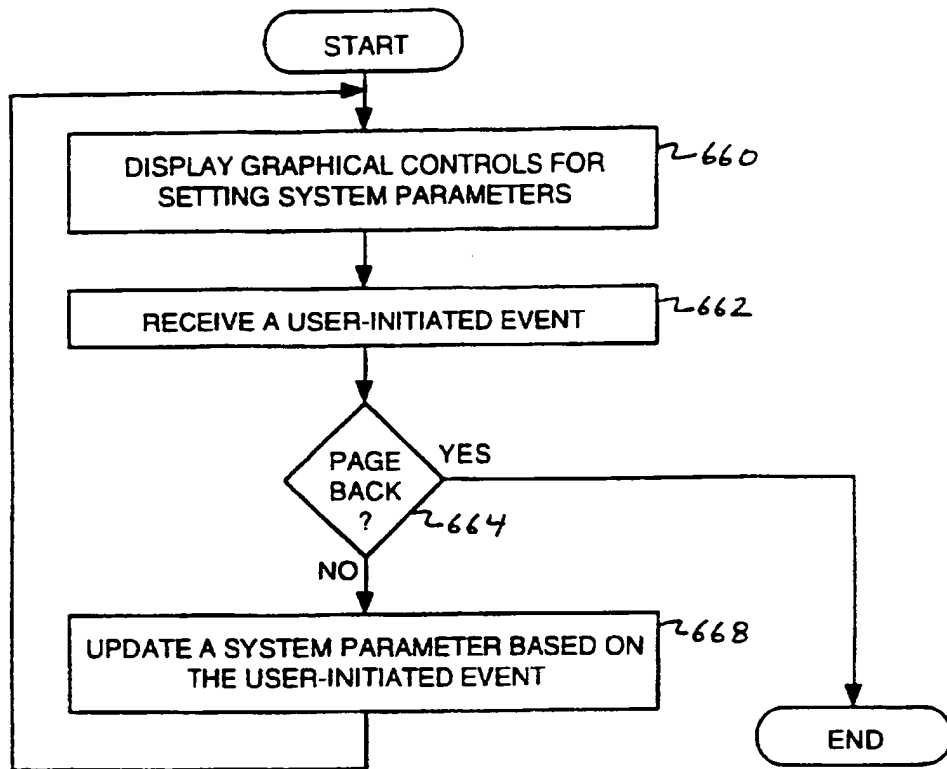 START
DISPLAY GRAPHICAL CONTROLS FOR
SETTING SYSTEM PARAMETERS
660
RECEIVE A USER-INITIATED EVENT
662
PAGE
BACK
?
YES
664
NO
UPDATE A SYSTEM PARAMETER BASED ON
THE USER-INITIATED EVENT
668
END